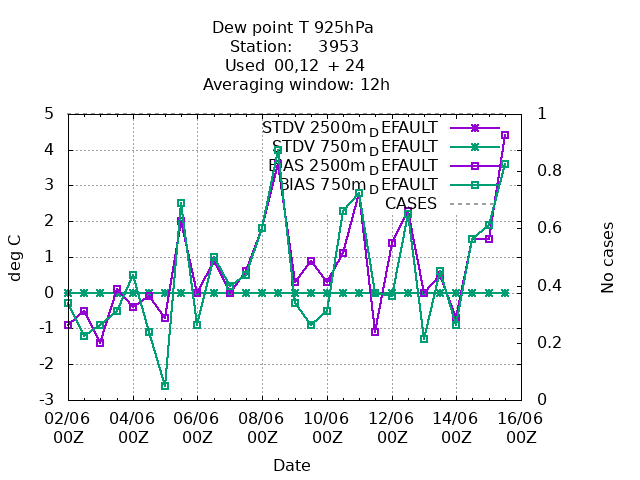 Dew point T 925hPa
Station: 3953
Used 00,12 + 24
Averaging window: 12h
STDV 2500m_DEFAULT
STDV 750m_DEFAULT
BIAS 2500m_DEFAULT
BIAS 750m_DEFAULT
CASES
5
4
3
2
1
0
-1
-2
-3
deg C
1
0.8
0.6
0.4
0.2
0
No cases
02/06 04/06 06/06 08/06 10/06 12/06 14/06 16/06
00Z 00Z 00Z 00Z 00Z 00Z 00Z 00Z
Date